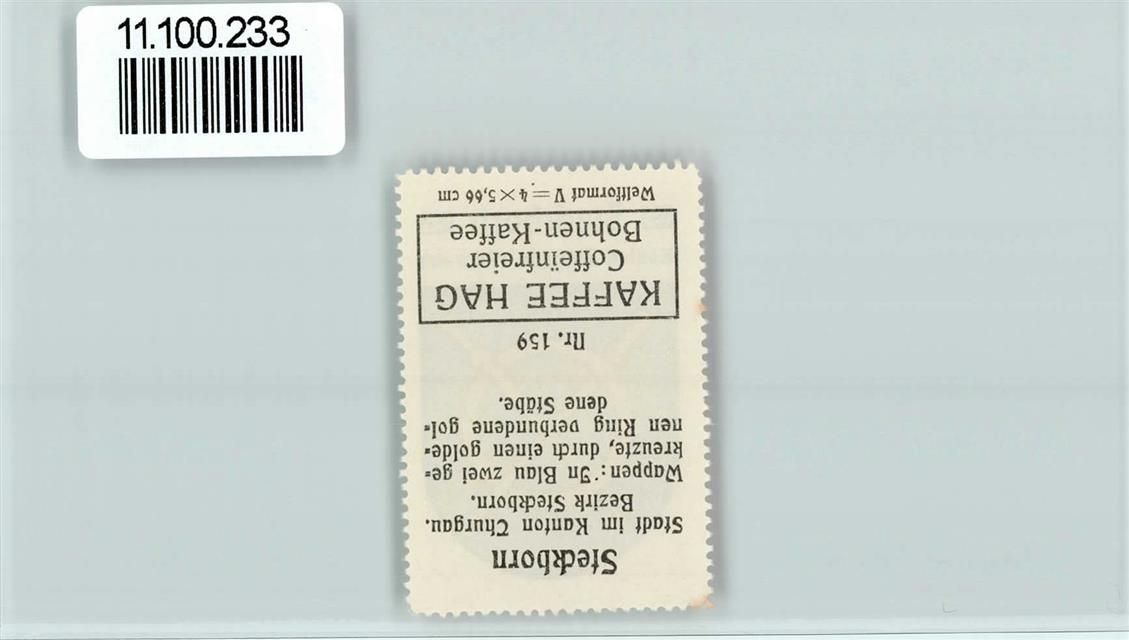 11.100.233
Steckborn
Stadt im Kanton Thurgau.
Bezirk Steckborn.
Wappen: In Blau zwei ge-
kreuzte, durch einen golde-
nen Ring verbundene gol-
dene Stäbe.
Nr. 159
KAFFEE HAG
Coffeïnfreier
Bohnen-Kaffee
Weltformat V = 4 × 5,66 cm